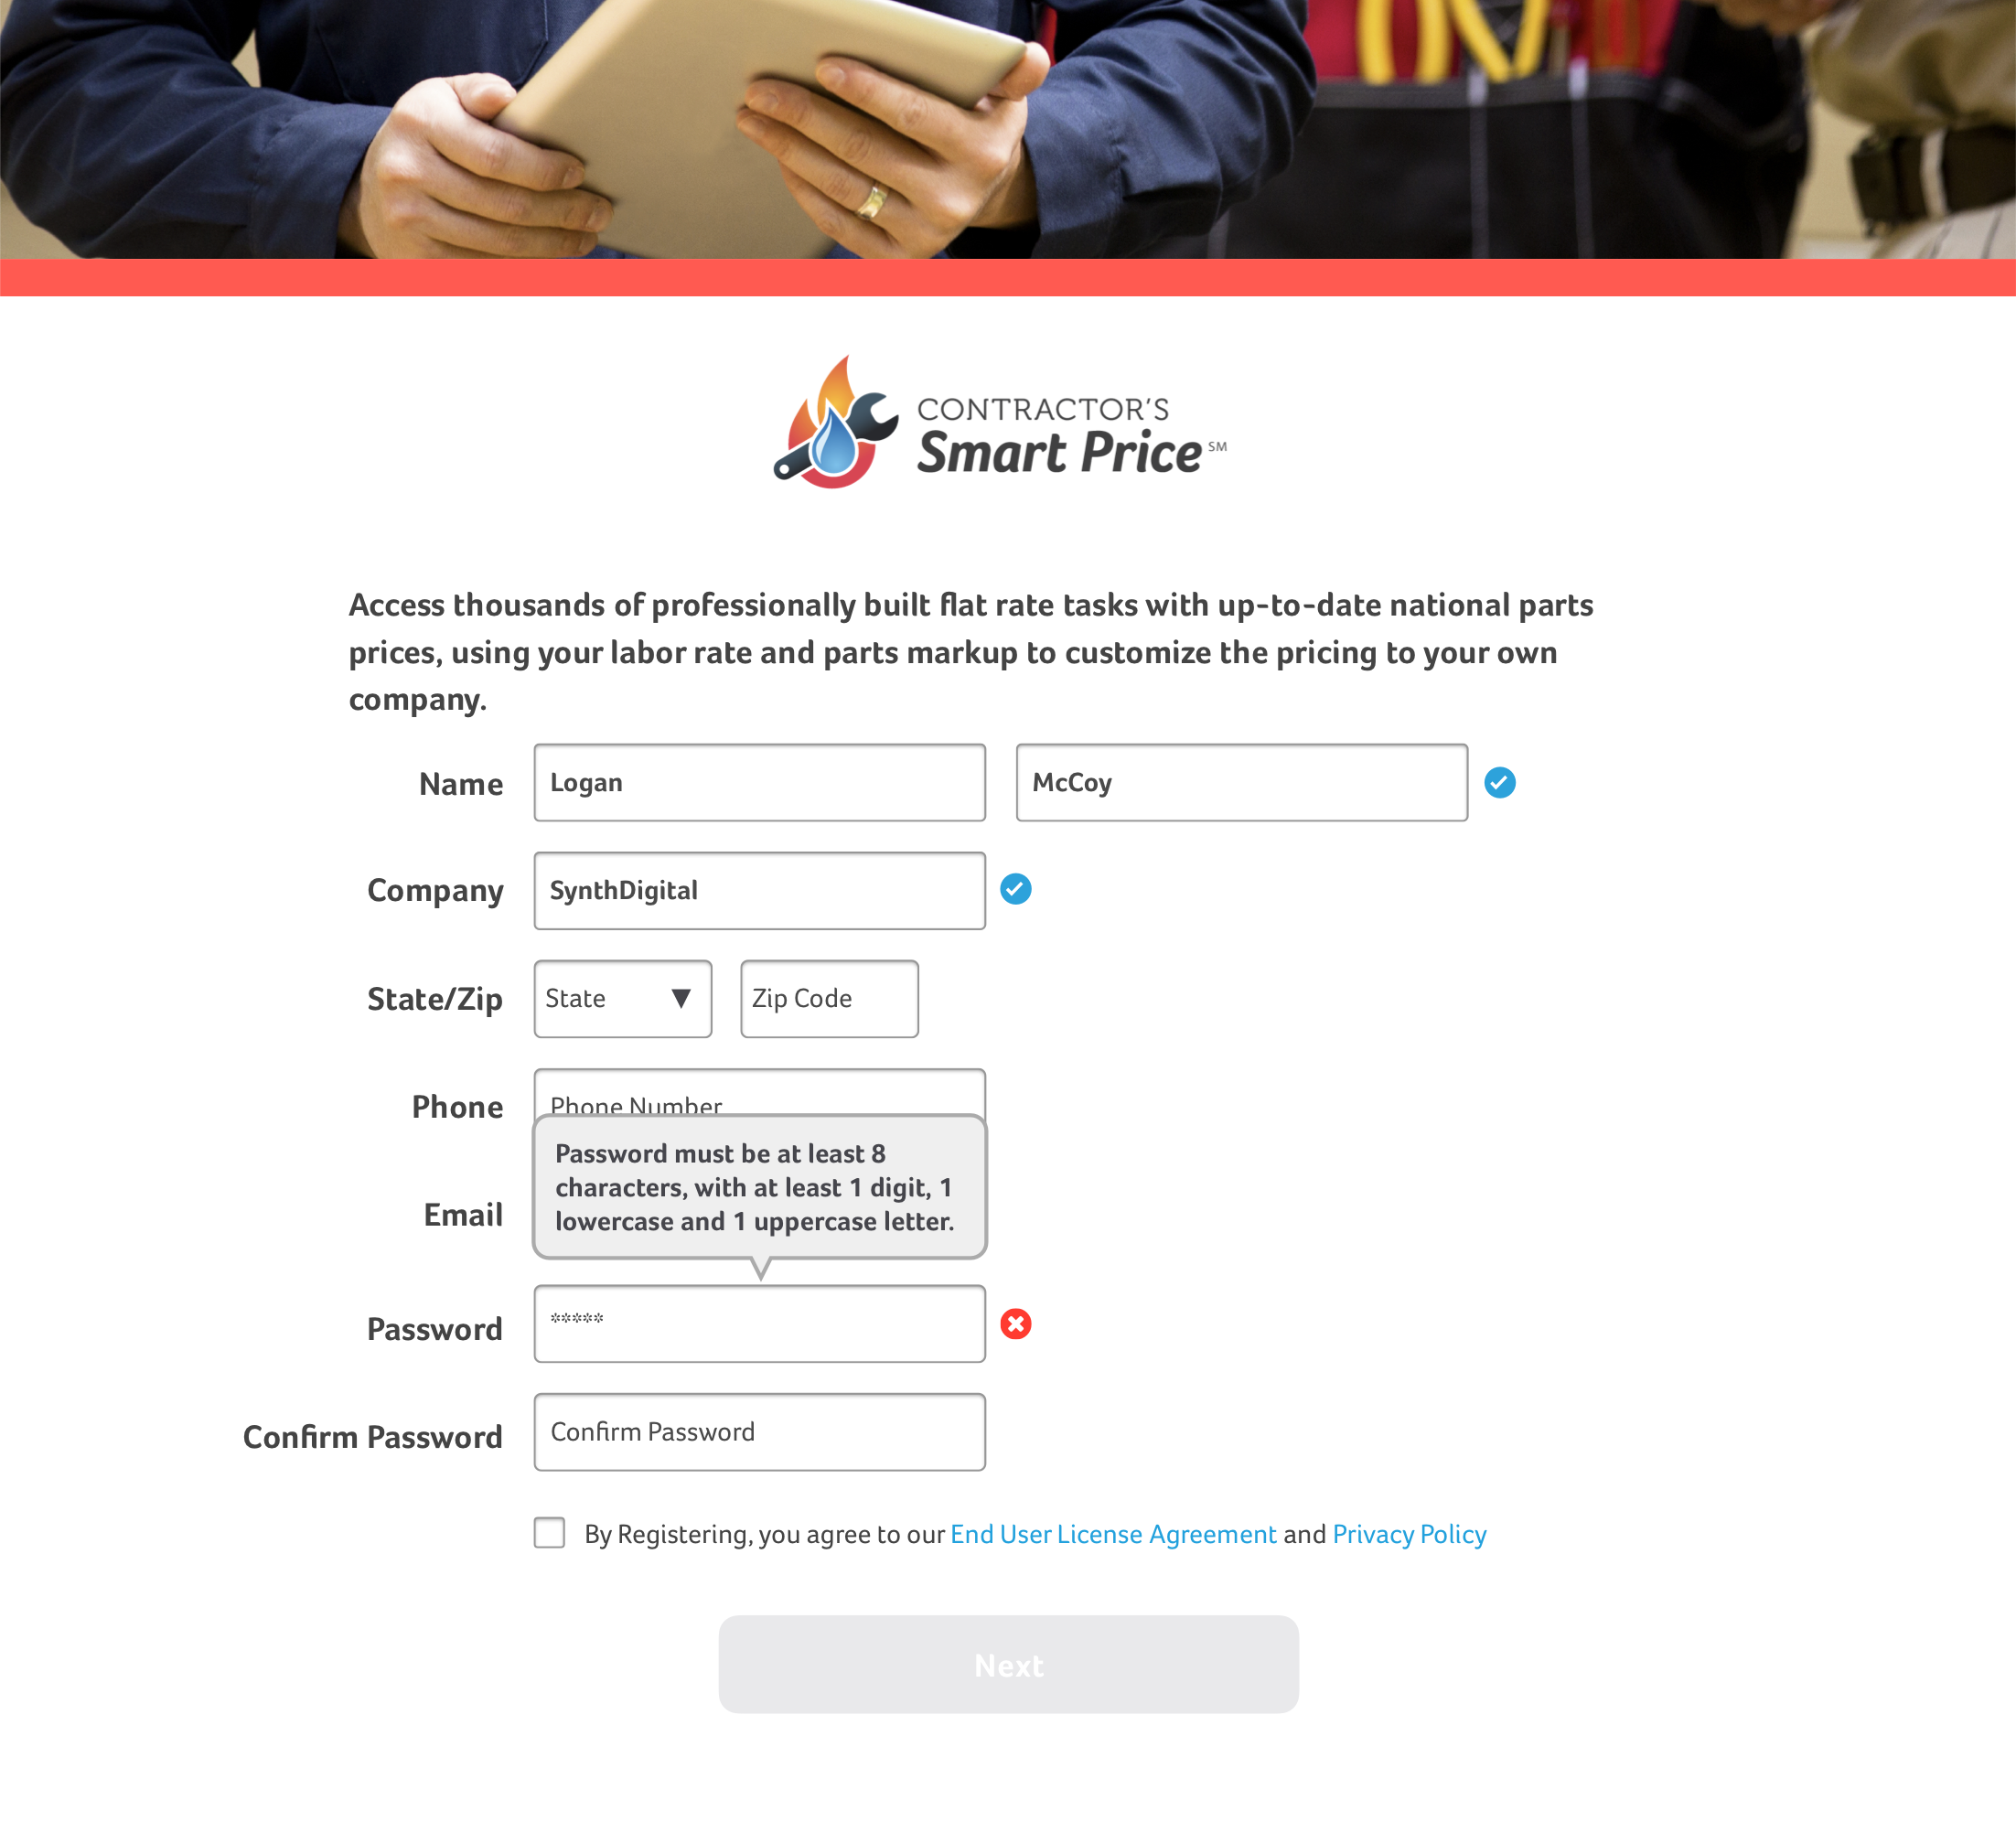 CONTRACTOR'S
Smart Price SM
Access thousands of professionally built flat rate tasks with up-to-date national parts
prices, using your labor rate and parts markup to customize the pricing to your own
company.
Name Logan McCoy
Company SynthDigital
State/Zip State ▼ Zip Code
Phone Phone Number
Password must be at least 8
characters, with at least 1 digit, 1
lowercase and 1 uppercase letter.
Email
Password *****
Confirm Password Confirm Password
By Registering, you agree to our End User License Agreement and Privacy Policy
Next